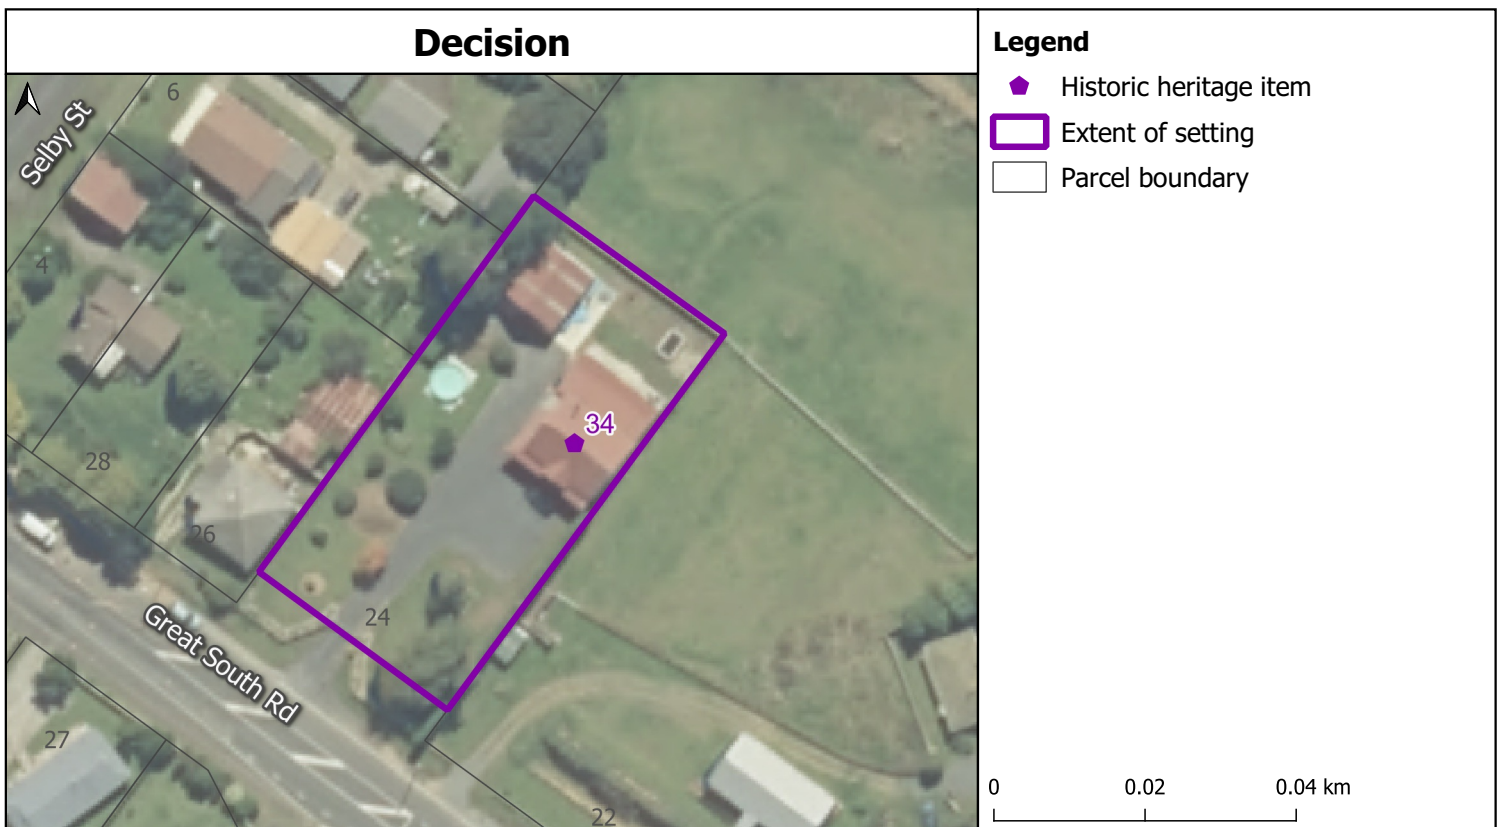 Decision
Legend
Historic heritage item
Extent of setting
Parcel boundary
6
Selby St
4
34
28
26
24
Great South Rd
27
22
0 0.02 0.04 km